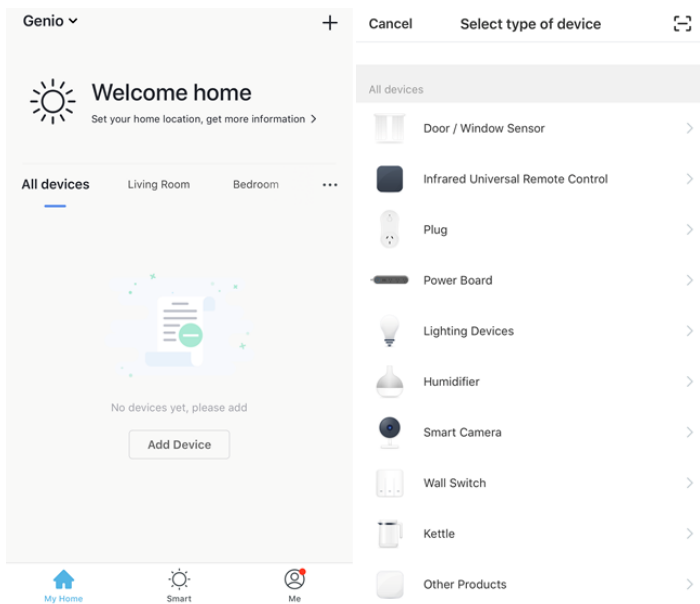 Genio
Welcome home
Set your home location, get more information
All devices
Living Room
Bedroom
No devices yet, please add
Add Device
My Home
Smart
Me
Cancel
Select type of device
All devices
Door / Window Sensor
Infrared Universal Remote Control
Plug
Power Board
Lighting Devices
Humidifier
Smart Camera
Wall Switch
Kettle
Other Products